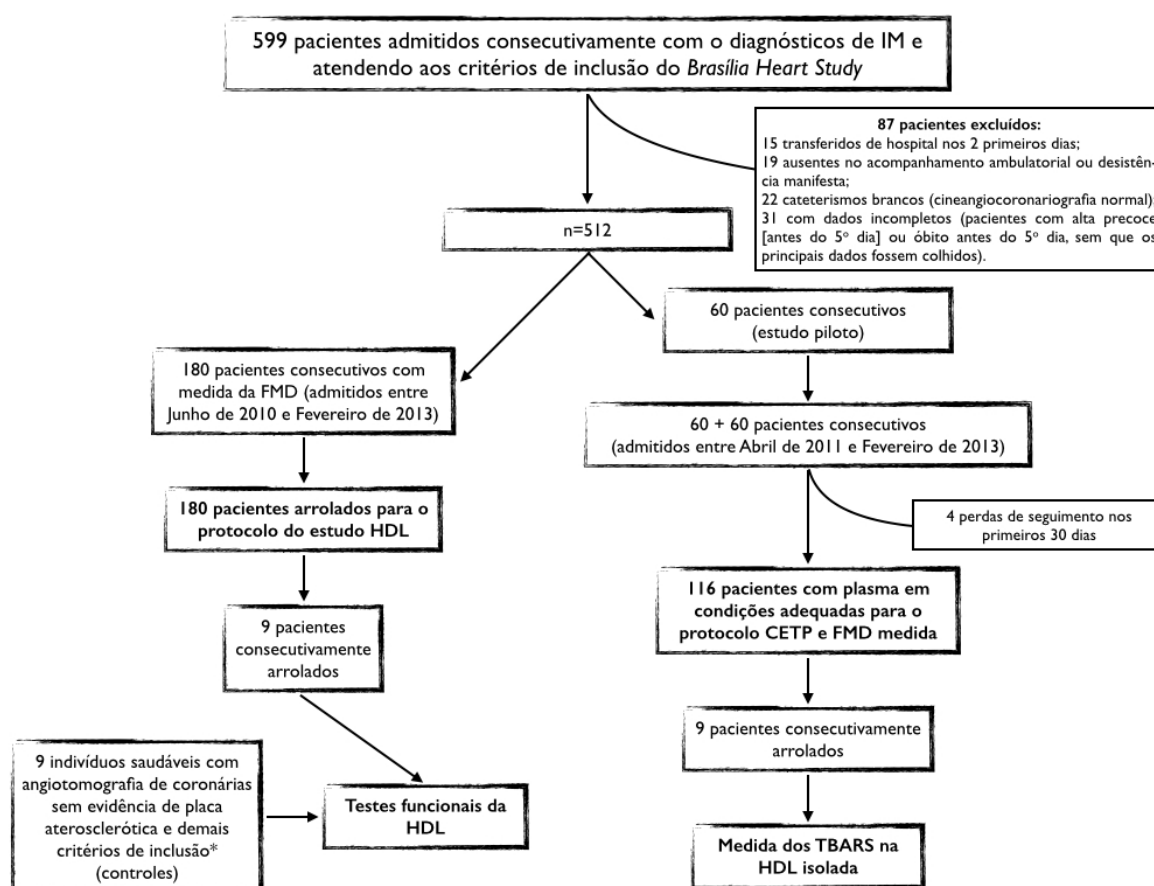 599 pacientes admitidos consecutivamente com o diagnósticos de IM e
atendendo aos critérios de inclusão do Brasília Heart Study
87 pacientes excluídos:
15 transferidos de hospital nos 2 primeiros dias;
19 ausentes no acompanhamento ambulatorial ou desistên-
cia manifesta;
22 cateterismos brancos (cineangiocoronariografia normal);
31 com dados incompletos (pacientes com alta precoce
[antes do 5º dia] ou óbito antes do 5º dia, sem que os
principais dados fossem colhidos).
n=512
60 pacientes consecutivos
(estudo piloto)
180 pacientes consecutivos com
medida da FMD (admitidos entre
Junho de 2010 e Fevereiro de 2013)
60 + 60 pacientes consecutivos
(admitidos entre Abril de 2011 e Fevereiro de 2013)
180 pacientes arrolados para o
protocolo do estudo HDL
4 perdas de seguimento nos
primeiros 30 dias
116 pacientes com plasma em
condições adequadas para o
protocolo CETP e FMD medida
9 pacientes
consecutivamente
arrolados
9 pacientes consecutivamente
arrolados
9 indivíduos saudáveis com
angiotomografia de coronárias
sem evidência de placa
aterosclerótica e demais
critérios de inclusão*
(controles)
Testes funcionais da
HDL
Medida dos TBARS na
HDL isolada